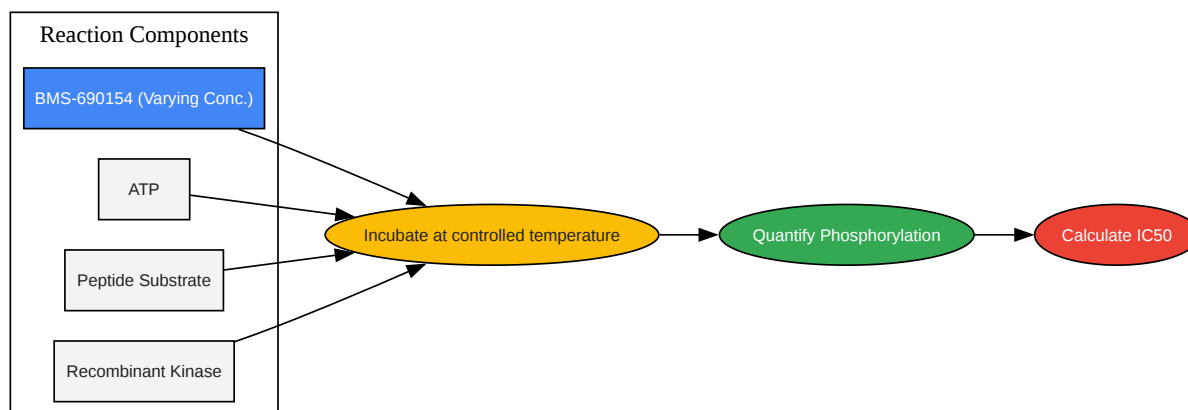 Reaction Components
BMS-690154 (Varying Conc.)
ATP
Peptide Substrate
Recombinant Kinase
Incubate at controlled temperature
Quantify Phosphorylation
Calculate IC50